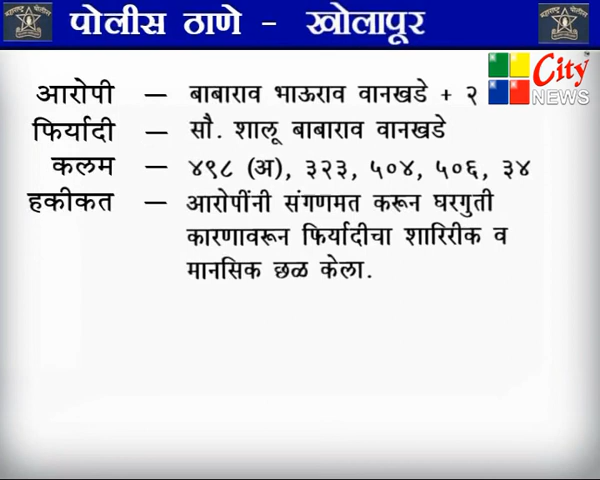 पोलीस ठाणे - खोलापूर
City
NEWS
आरोपी – बाबाराव भाऊराव वानखडे + २
फिर्यादी – सौ. शालू बाबाराव वानखडे
कलम – ४९८ (अ), ३२३, ५०४, ५०६, ३४
हकीकत – आरोपींनी संगणमत करून घरगुती
कारणावरून फिर्यादीचा शारिरीक व
मानसिक छळ केला.